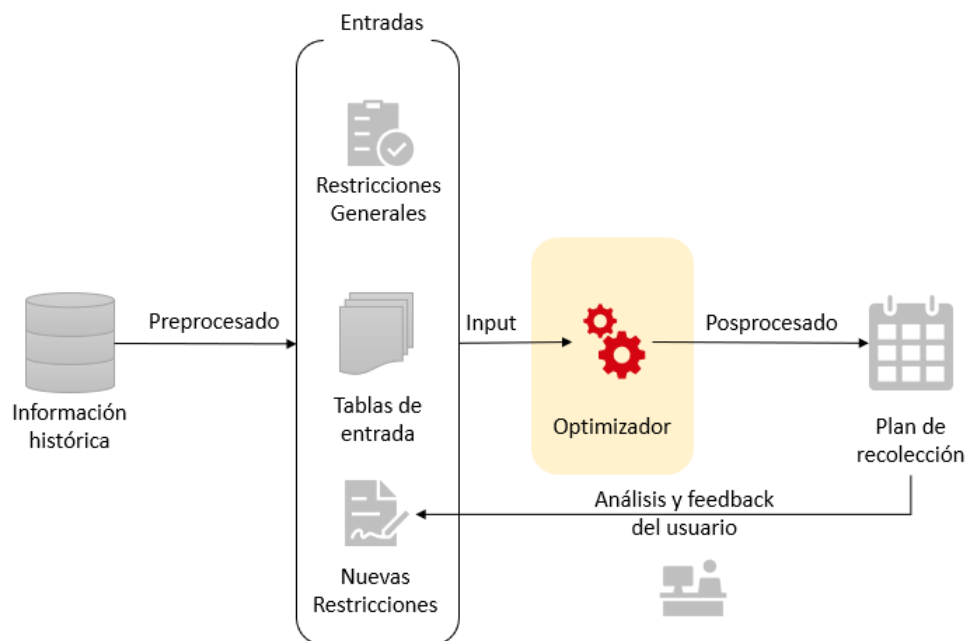 Entradas
Restricciones
Generales
Información
histórica
Preprocesado
Tablas de
entrada
Input
Optimizador
Posprocesado
Plan de
recolección
Análisis y feedback
del usuario
Nuevas
Restricciones